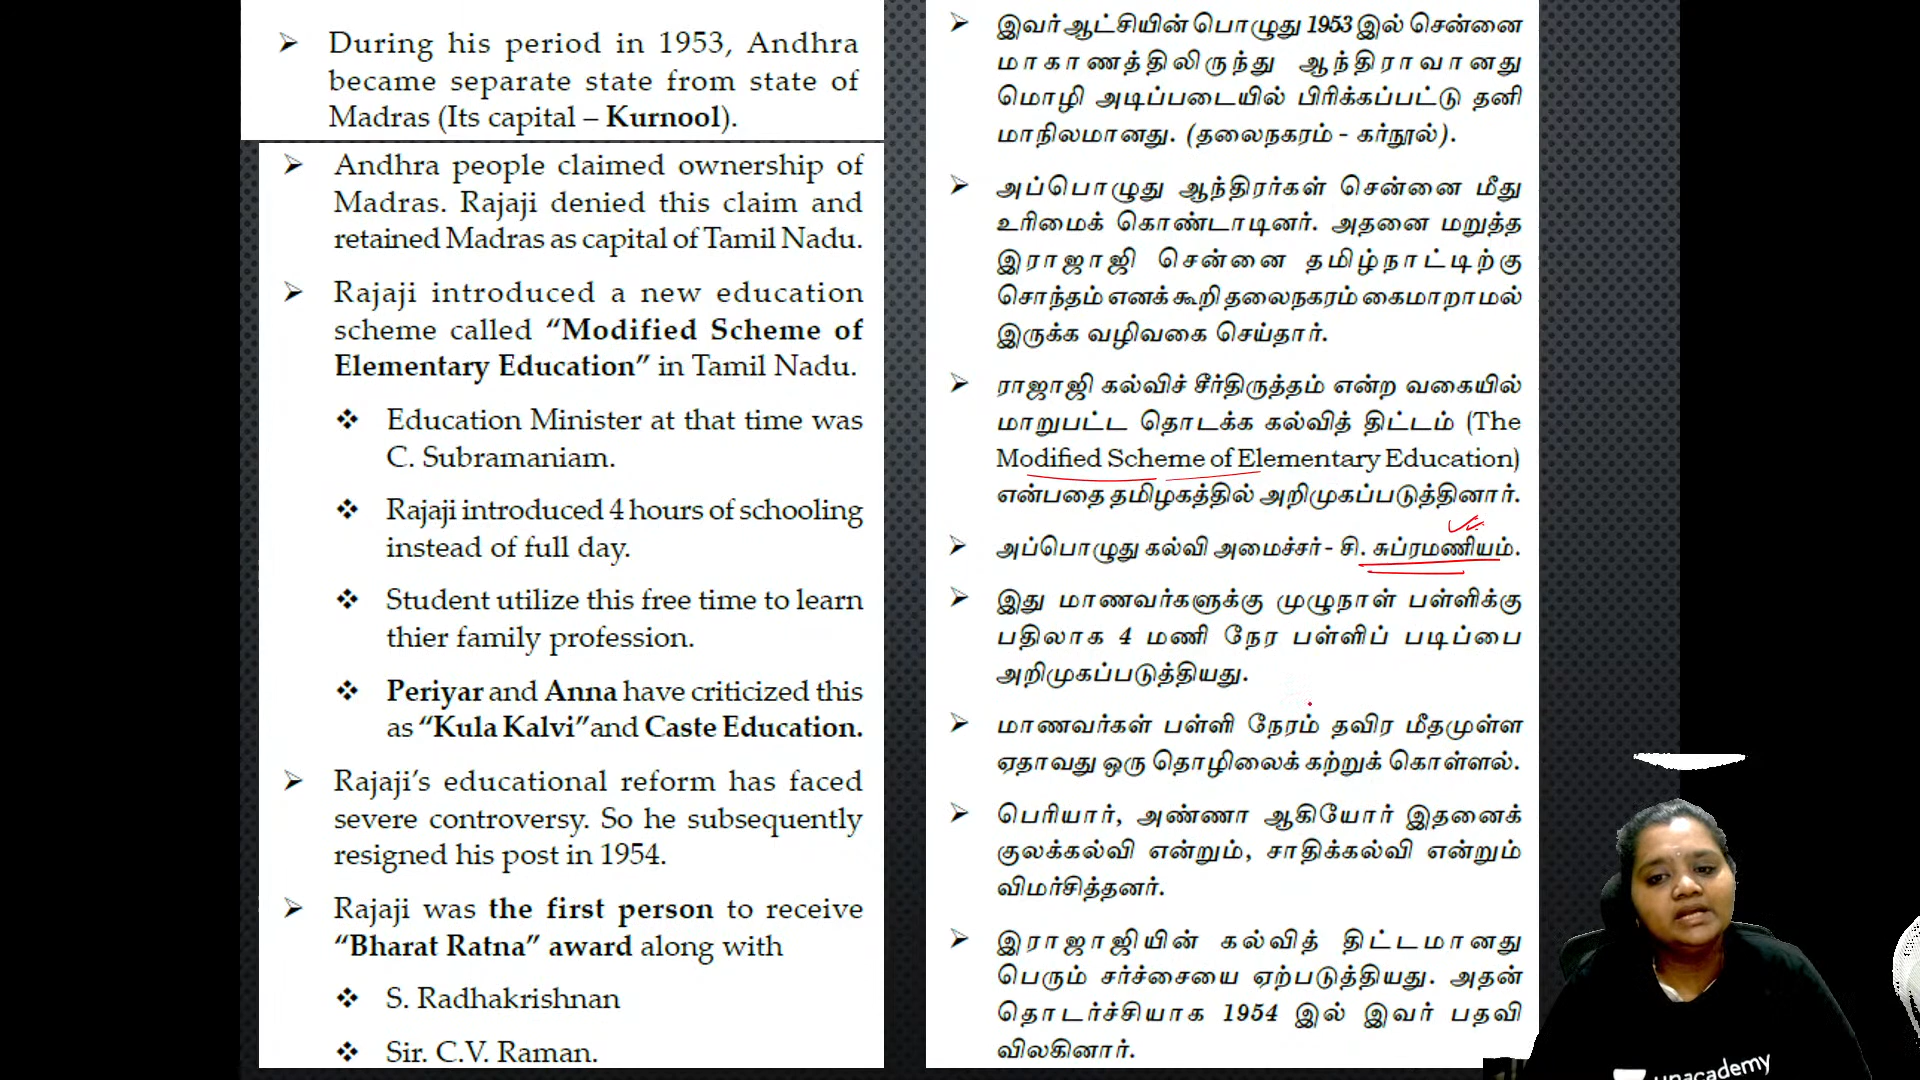 ➢ During his period in 1953, Andhra
became separate state from state of
Madras (Its capital – Kurnool).
➢ Andhra people claimed ownership of
Madras. Rajaji denied this claim and
retained Madras as capital of Tamil Nadu.
➢ Rajaji introduced a new education
scheme called “Modified Scheme of
Elementary Education” in Tamil Nadu.
❖ Education Minister at that time was
C. Subramaniam.
❖ Rajaji introduced 4 hours of schooling
instead of full day.
❖ Student utilize this free time to learn
thier family profession.
❖ Periyar and Anna have criticized this
as “Kula Kalvi”and Caste Education.
➢ Rajaji’s educational reform has faced
severe controversy. So he subsequently
resigned his post in 1954.
➢ Rajaji was the first person to receive
“Bharat Ratna” award along with
❖ S. Radhakrishnan
❖ Sir. C.V. Raman.
➢ இவர் ஆட்சியின் பொழுது 1953 இல் சென்னை
மாகாணத்திலிருந்து ஆந்திராவானது
மொழி அடிப்படையில் பிரிக்கப்பட்டு தனி
மாநிலமானது. (தலைநகரம் - கர்நூல்).
➢ அப்பொழுது ஆந்திரர்கள் சென்னை மீது
உரிமைக் கொண்டாடினர். அதனை மறுத்த
இராஜாஜி சென்னை தமிழ்நாட்டிற்கு
சொந்தம் எனக் கூறி தலைநகரம் கைமாறாமல்
இருக்க வழிவகை செய்தார்.
➢ ராஜாஜி கல்விச் சீர்திருத்தம் என்ற வகையில்
மாறுபட்ட தொடக்க கல்வித் திட்டம் (The
Modified Scheme of Elementary Education)
என்பதை தமிழகத்தில் அறிமுகப்படுத்தினார்.
➢ அப்பொழுது கல்வி அமைச்சர் - சி. சுப்ரமணியம்.
➢ இது மாணவர்களுக்கு முழுநாள் பள்ளிக்கு
பதிலாக 4 மணி நேர பள்ளிப் படிப்பை
அறிமுகப்படுத்தியது.
➢ மாணவர்கள் பள்ளி நேரம் தவிர மீதமுள்ள
ஏதாவது ஒரு தொழிலைக் கற்றுக் கொள்ளல்.
➢ பெரியார், அண்ணா ஆகியோர் இதனைக்
குலக்கல்வி என்றும், சாதிக்கல்வி என்றும்
விமர்சித்தனர்.
➢ இராஜாஜியின் கல்வித் திட்டமானது
பெரும் சர்ச்சையை ஏற்படுத்தியது. அதன்
தொடர்ச்சியாக 1954 இல் இவர் பதவி
விலகினார்.
unacademy